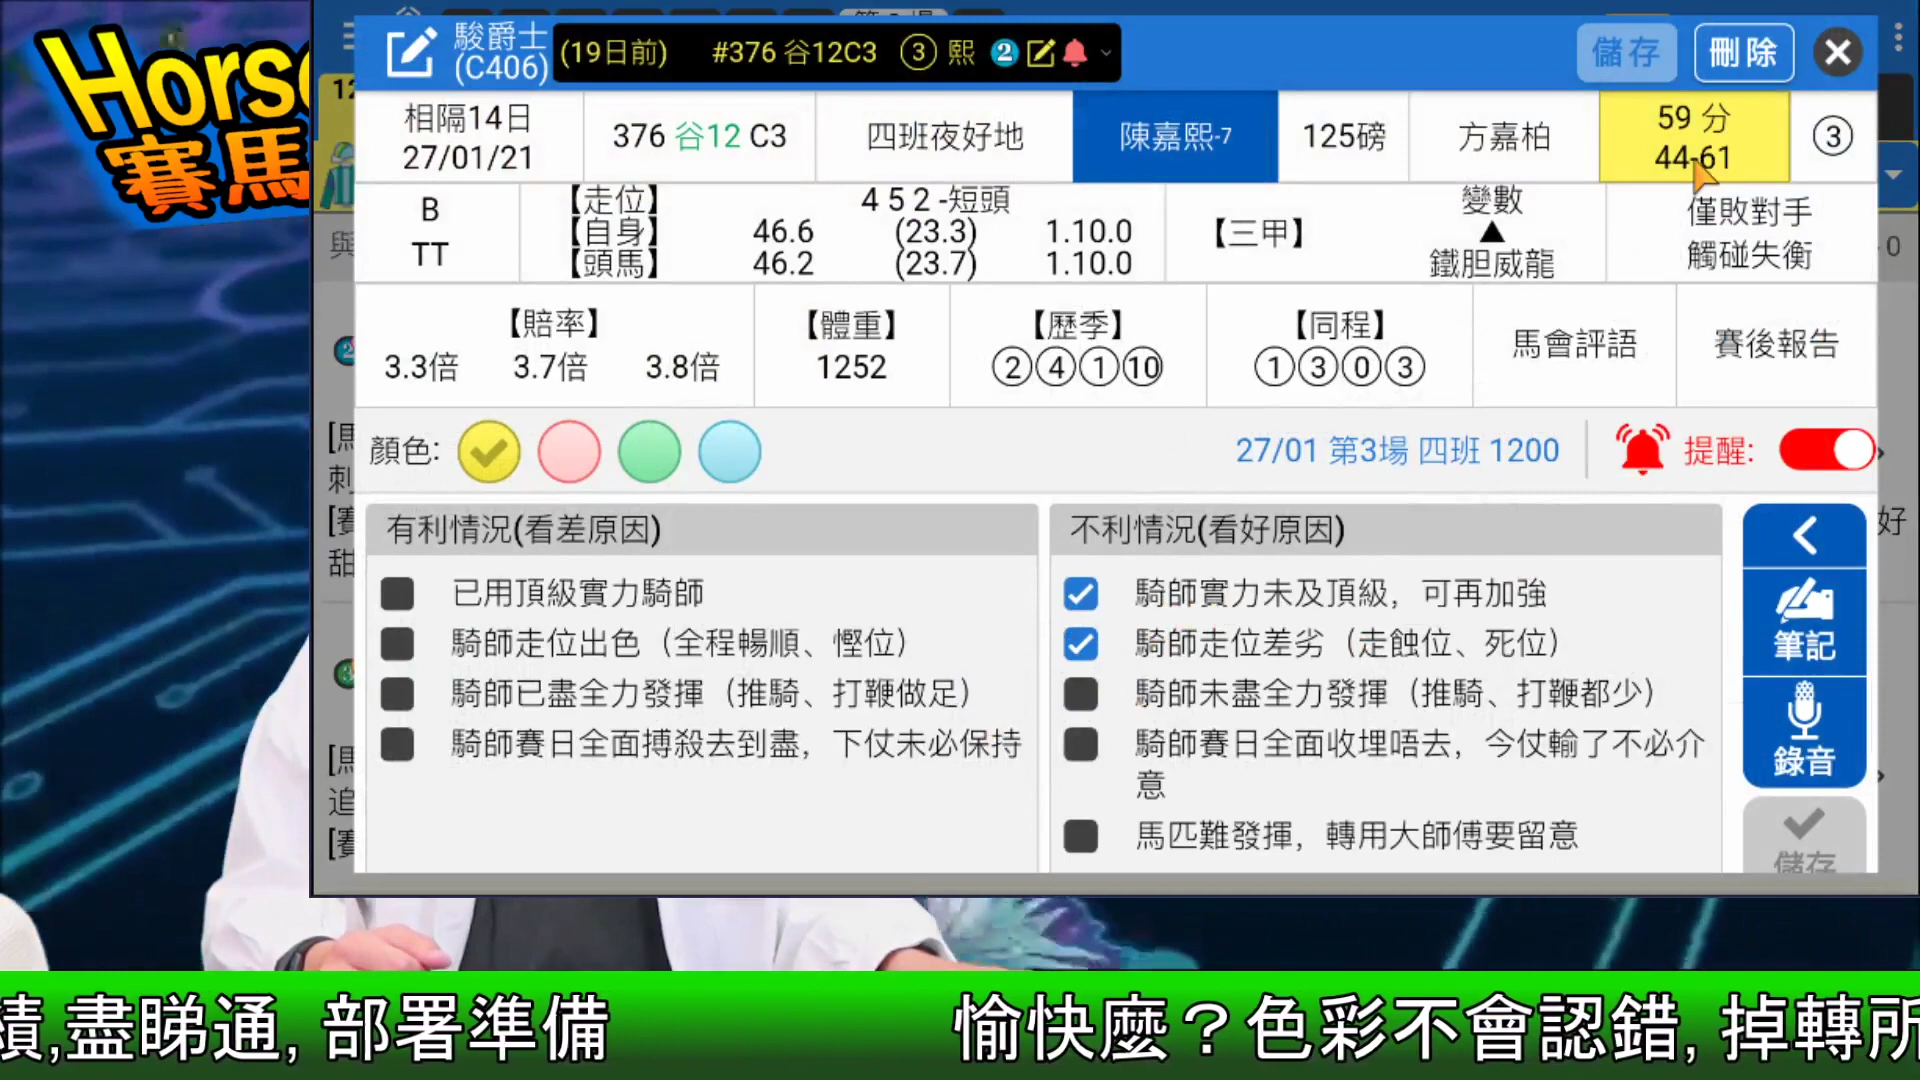 Hors
賽馬
駿爵士
(C406)
(19日前) #376 谷12C3 3 熙 2
儲存
刪除
相隔14日
27/01/21
376 谷12 C3
四班夜好地
陳嘉熙-7
125磅
方嘉柏
59 分
44-61
3
B
TT
【走位】 4 5 2 -短頭
【自身】 46.6 (23.3) 1.10.0
【頭馬】 46.2 (23.7) 1.10.0
【三甲】
變數
▲
鐵胆威龍
僅敗對手
觸碰失衡
【賠率】
3.3倍 3.7倍 3.8倍
【體重】
1252
【歷季】
②④①⑩
【同程】
①③⓪③
馬會評語
賽後報告
顏色:
27/01 第3場 四班 1200
提醒:
有利情況(看差原因)
已用頂級實力騎師
騎師走位出色（全程暢順、慳位）
騎師已盡全力發揮（推騎、打鞭做足）
騎師賽日全面搏殺去到盡，下仗未必保持
不利情況(看好原因)
騎師實力未及頂級，可再加強
騎師走位差劣（走蝕位、死位）
騎師未盡全力發揮（推騎、打鞭都少）
騎師賽日全面收埋唔去，今仗輸了不必介
意
馬匹難發揮，轉用大師傅要留意
筆記
錄音
儲存
12
與
0
刺
甜
好
追
績,盡睇通, 部署準備 愉快麼？色彩不會認錯, 掉轉所